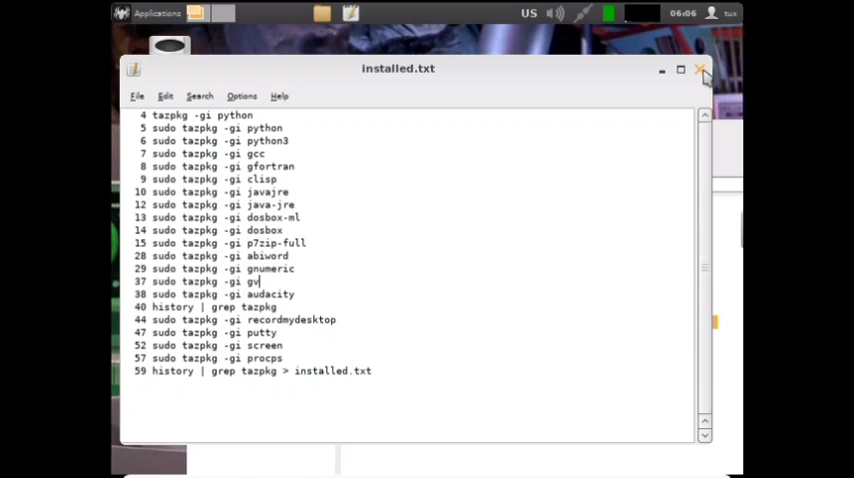 Applications
US
06:06
tux
installed.txt
File Edit Search Options Help
4 tazpkg -gi python
5 sudo tazpkg -gi python
6 sudo tazpkg -gi python3
7 sudo tazpkg -gi gcc
8 sudo tazpkg -gi gfortran
9 sudo tazpkg -gi clisp
10 sudo tazpkg -gi javajre
12 sudo tazpkg -gi java-jre
13 sudo tazpkg -gi dosbox-ml
14 sudo tazpkg -gi dosbox
15 sudo tazpkg -gi p7zip-full
28 sudo tazpkg -gi abiword
29 sudo tazpkg -gi gnumeric
37 sudo tazpkg -gi gv
38 sudo tazpkg -gi audacity
40 history | grep tazpkg
44 sudo tazpkg -gi recordmydesktop
47 sudo tazpkg -gi putty
52 sudo tazpkg -gi screen
57 sudo tazpkg -gi procps
59 history | grep tazpkg > installed.txt